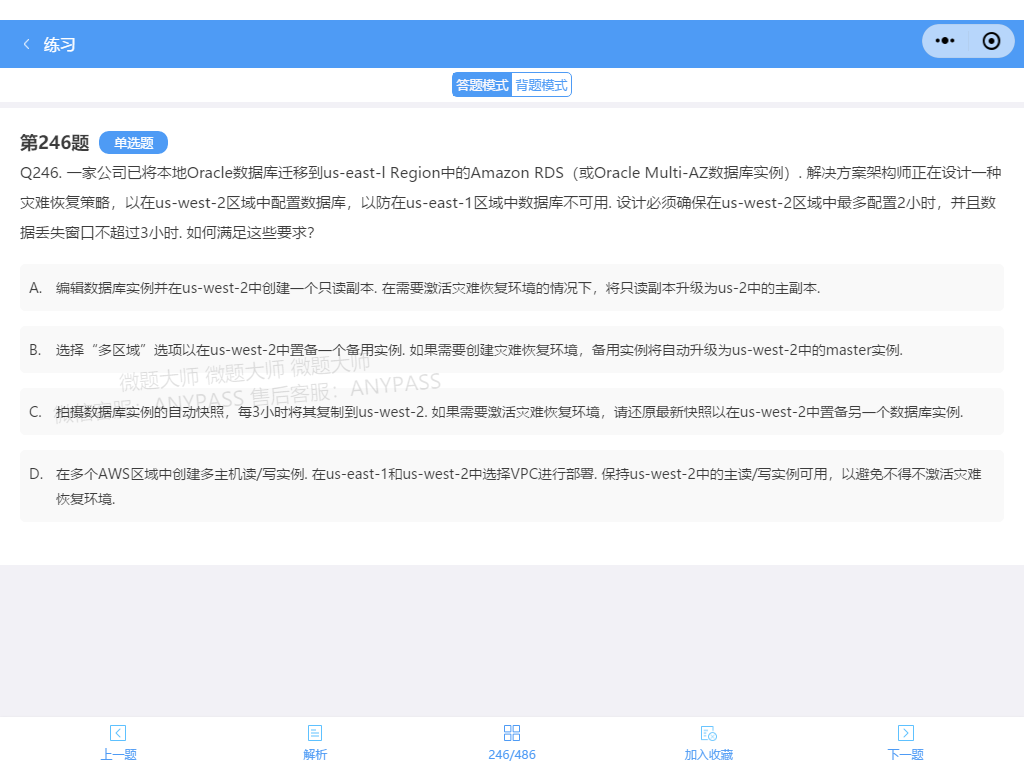 练习
答题模式 背题模式
第246题 单选题
Q246. 一家公司已将本地Oracle数据库迁移到us-east-l Region中的Amazon RDS（或Oracle Multi-AZ数据库实例）. 解决方案架构师正在设计一种
灾难恢复策略，以在us-west-2区域中配置数据库，以防在us-east-1区域中数据库不可用. 设计必须确保在us-west-2区域中最多配置2小时，并且数
据丢失窗口不超过3小时. 如何满足这些要求?
A. 编辑数据库实例并在us-west-2中创建一个只读副本. 在需要激活灾难恢复环境的情况下，将只读副本升级为us-2中的主副本.
B. 选择“多区域”选项以在us-west-2中置备一个备用实例. 如果需要创建灾难恢复环境，备用实例将自动升级为us-west-2中的master实例.
微题大师 微题大师 微题大师
微信客服：ANYPASS 售后客服：ANYPASS
C. 拍摄数据库实例的自动快照，每3小时将其复制到us-west-2. 如果需要激活灾难恢复环境，请还原最新快照以在us-west-2中置备另一个数据库实例.
D. 在多个AWS区域中创建多主机读/写实例. 在us-east-1和us-west-2中选择VPC进行部署. 保持us-west-2中的主读/写实例可用，以避免不得不激活灾难
恢复环境.
上一题 解析 246/486 加入收藏 下一题